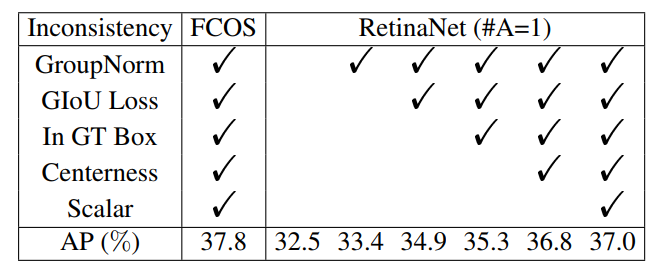 Inconsistency FCOS RetinaNet (#A=1)
GroupNorm ✓ ✓ ✓ ✓ ✓ ✓
GIoU Loss ✓ ✓ ✓ ✓ ✓
In GT Box ✓ ✓ ✓ ✓
Centerness ✓ ✓ ✓
Scalar ✓ ✓
AP (%) 37.8 32.5 33.4 34.9 35.3 36.8 37.0